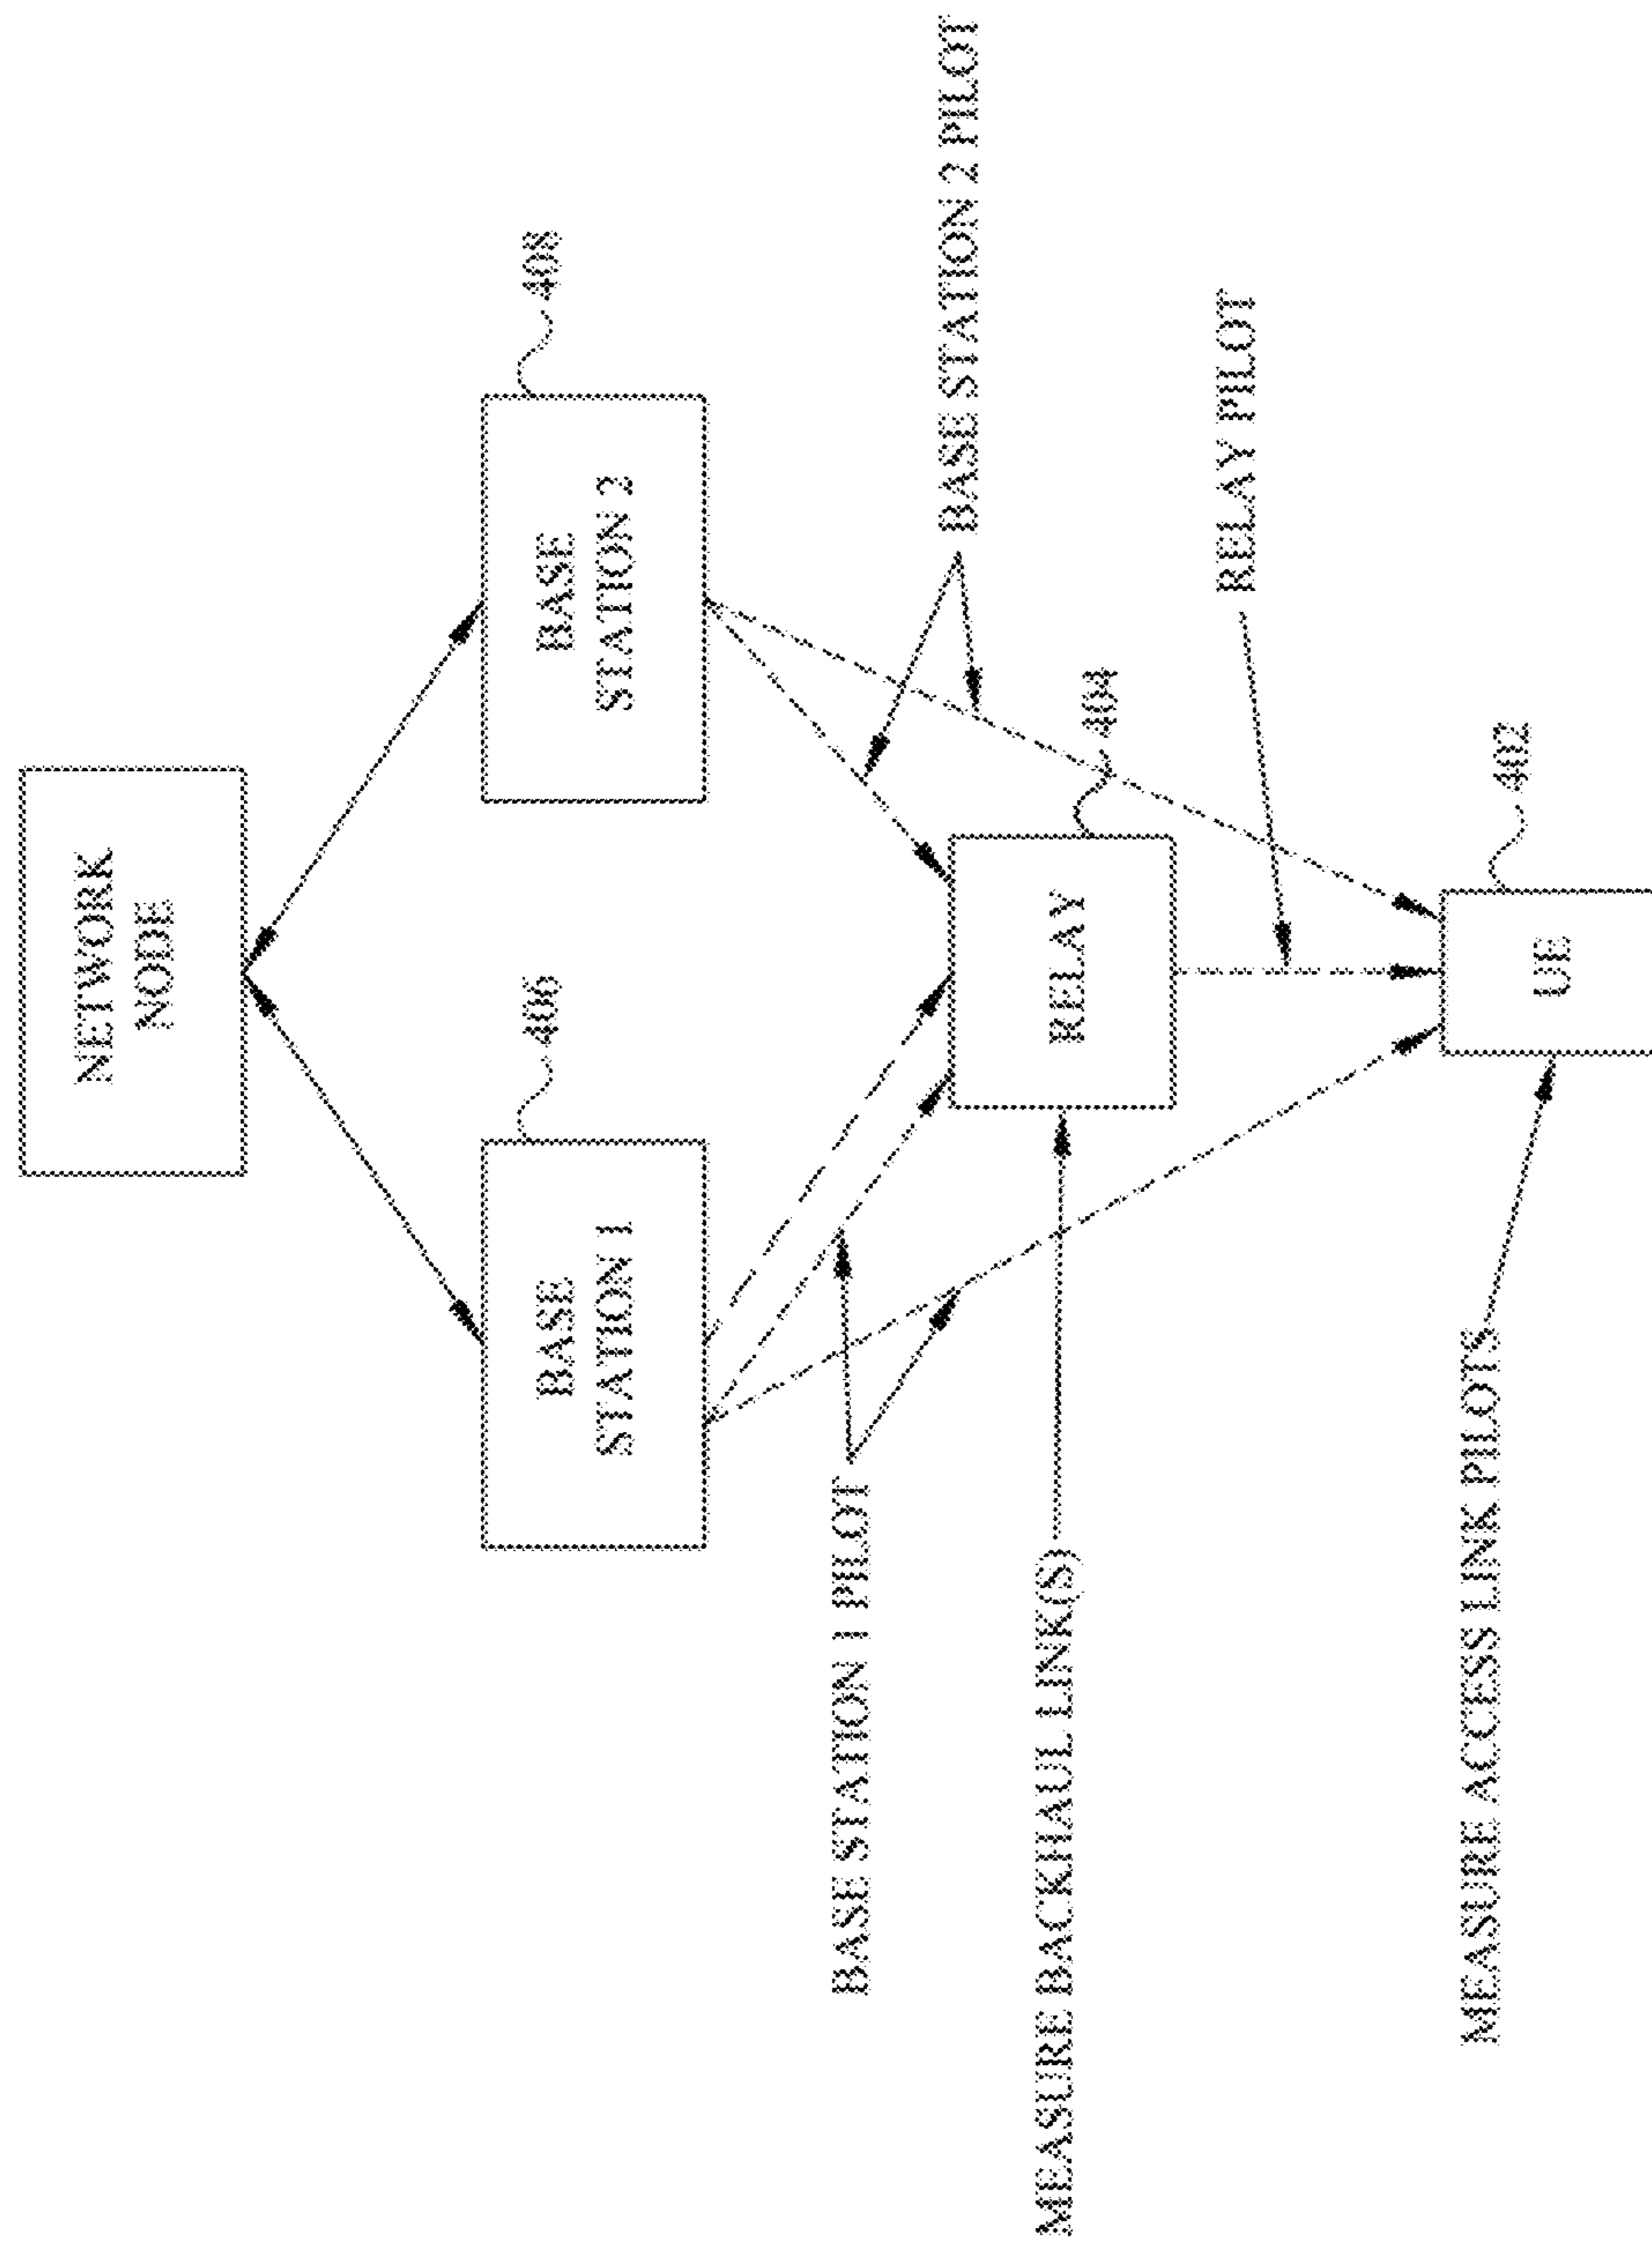 NETWORK
NODE
406
408
BASE
STATION 1
BASE
STATION 2
BASE STATION 1 PILOT
BASE STATION 2 PILOT
MEASURE BACKHAUL LINK(S)
RELAY
404
RELAY PILOT
MEASURE ACCESS LINK PILOTS
UE
402